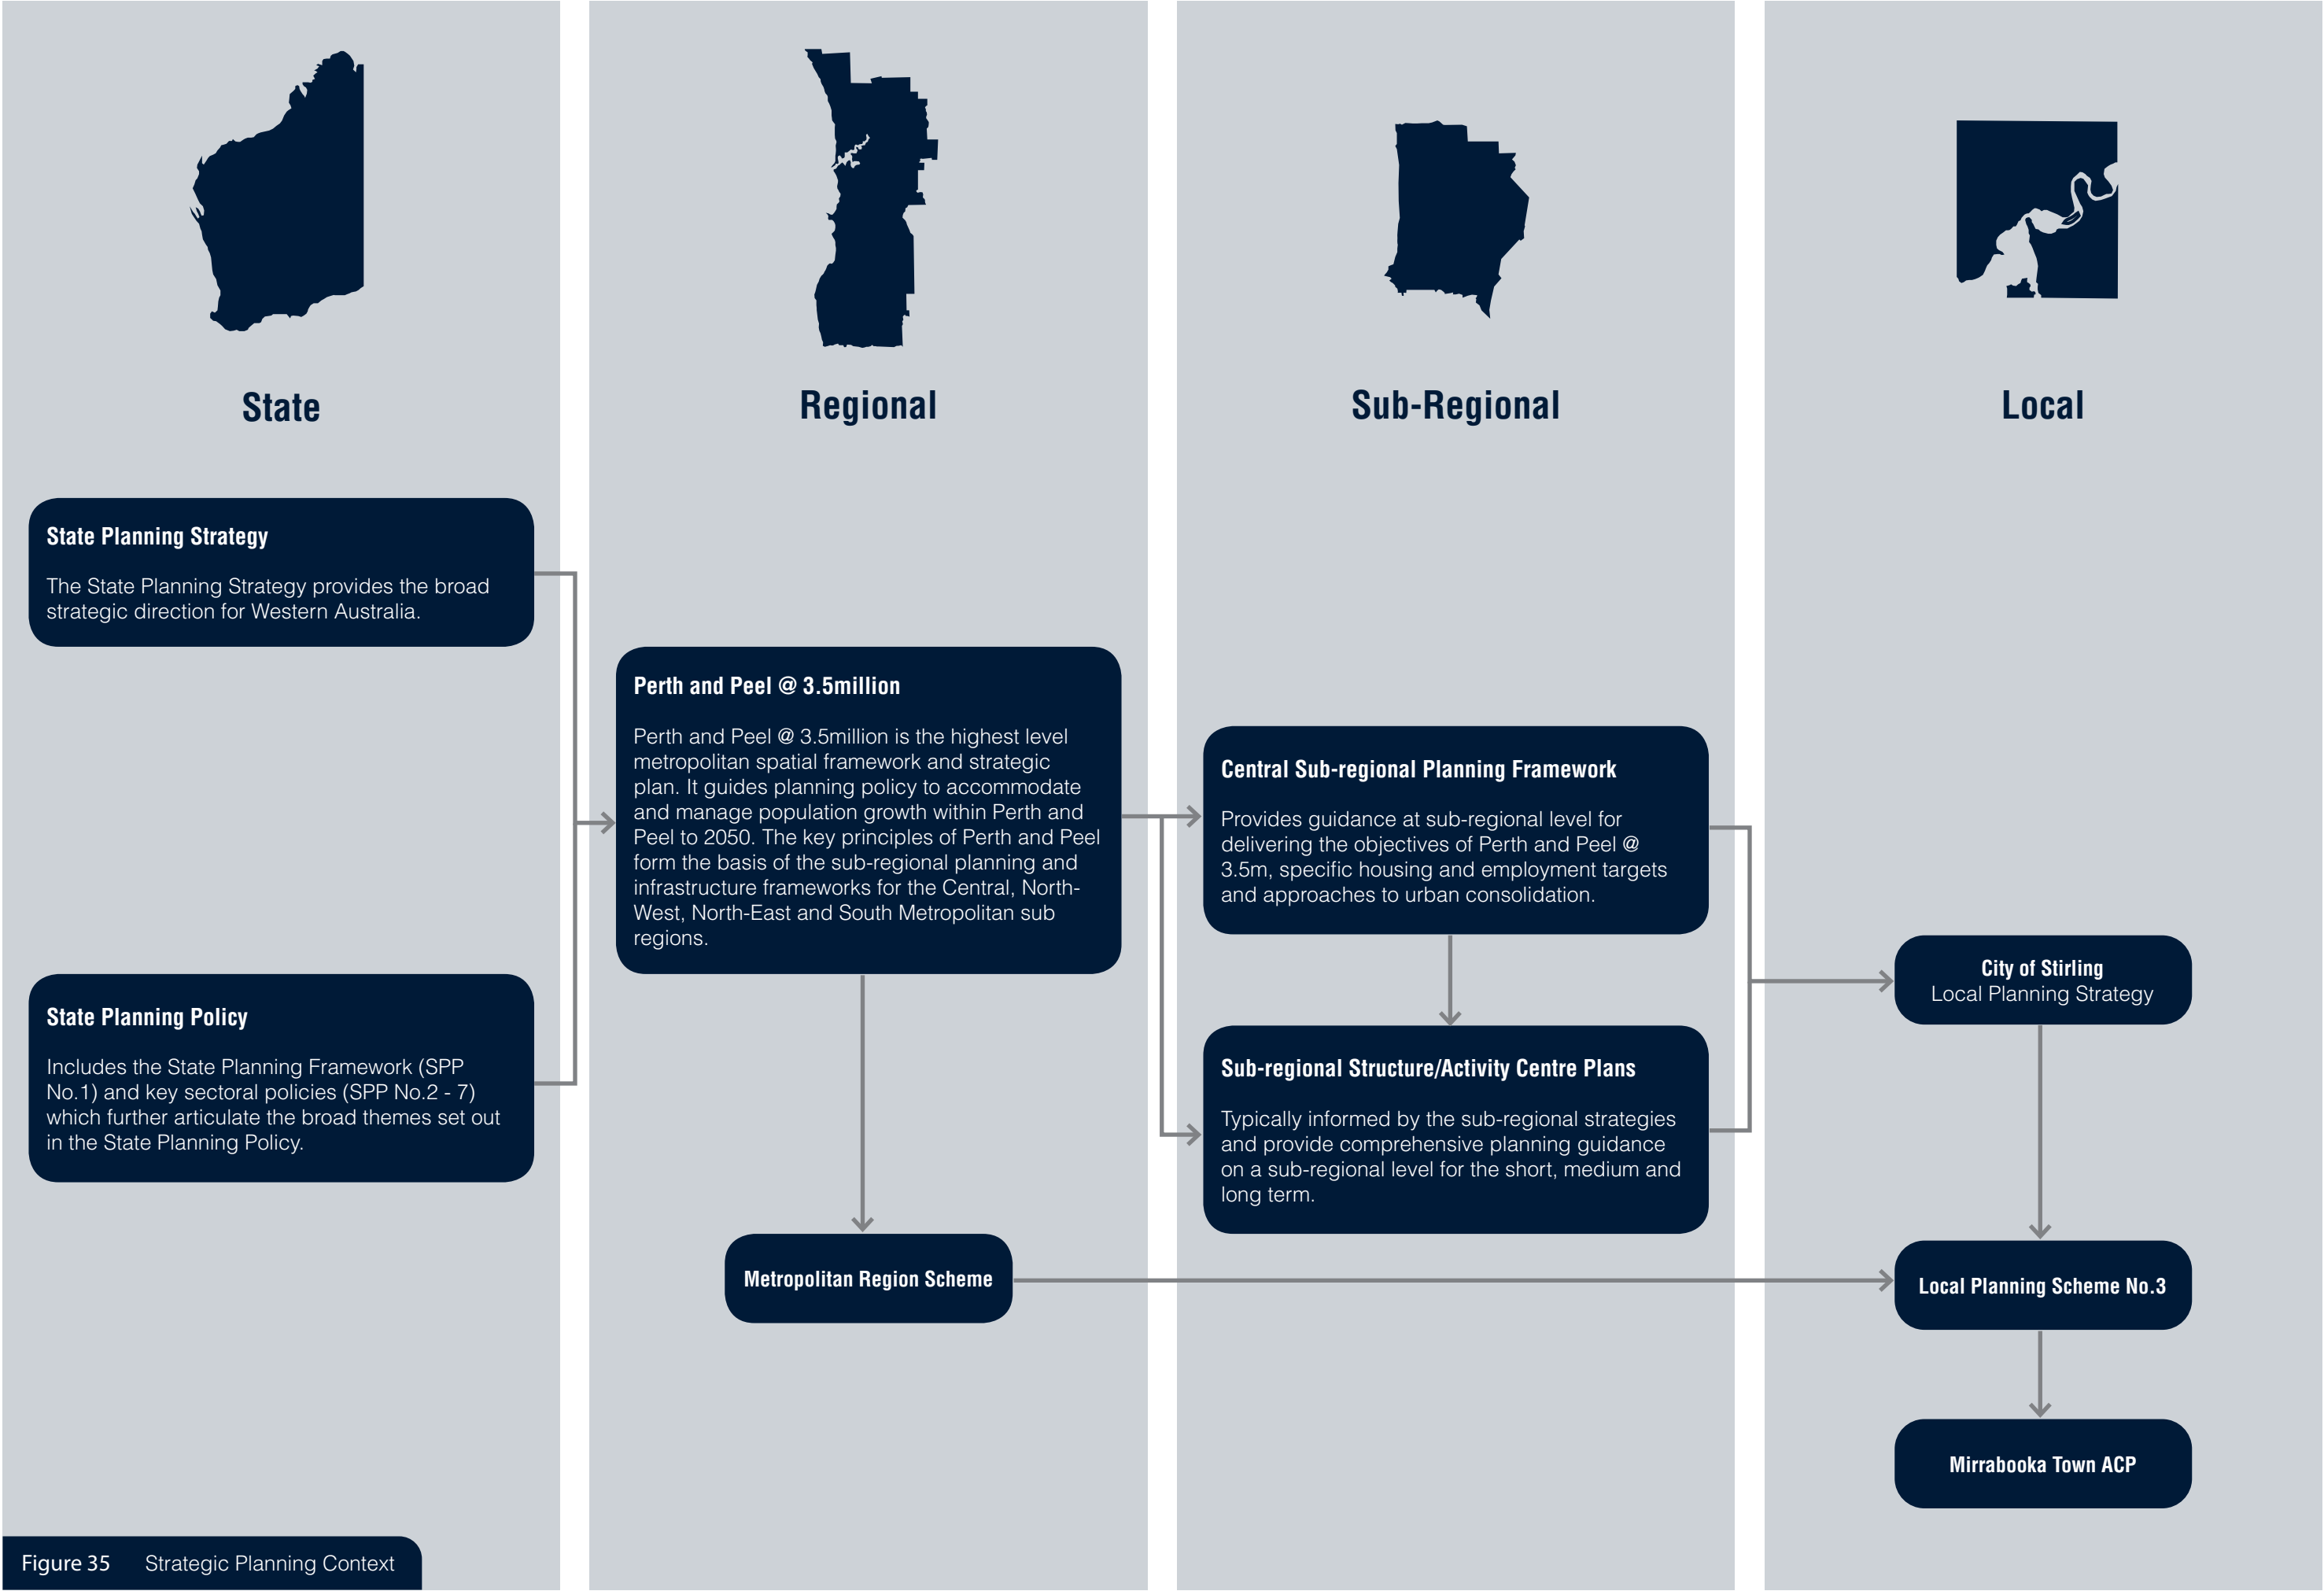 State
Regional
Sub-Regional
Local
State Planning Strategy
The State Planning Strategy provides the broad
strategic direction for Western Australia.
State Planning Policy
Includes the State Planning Framework (SPP
No.1) and key sectoral policies (SPP No.2 - 7)
which further articulate the broad themes set out
in the State Planning Policy.
Perth and Peel @ 3.5million
Perth and Peel @ 3.5million is the highest level
metropolitan spatial framework and strategic
plan. It guides planning policy to accommodate
and manage population growth within Perth and
Peel to 2050. The key principles of Perth and Peel
form the basis of the sub-regional planning and
infrastructure frameworks for the Central, North-
West, North-East and South Metropolitan sub
regions.
Metropolitan Region Scheme
Central Sub-regional Planning Framework
Provides guidance at sub-regional level for
delivering the objectives of Perth and Peel @
3.5m, specific housing and employment targets
and approaches to urban consolidation.
Sub-regional Structure/Activity Centre Plans
Typically informed by the sub-regional strategies
and provide comprehensive planning guidance
on a sub-regional level for the short, medium and
long term.
City of Stirling
Local Planning Strategy
Local Planning Scheme No.3
Mirrabooka Town ACP
Figure 35 Strategic Planning Context